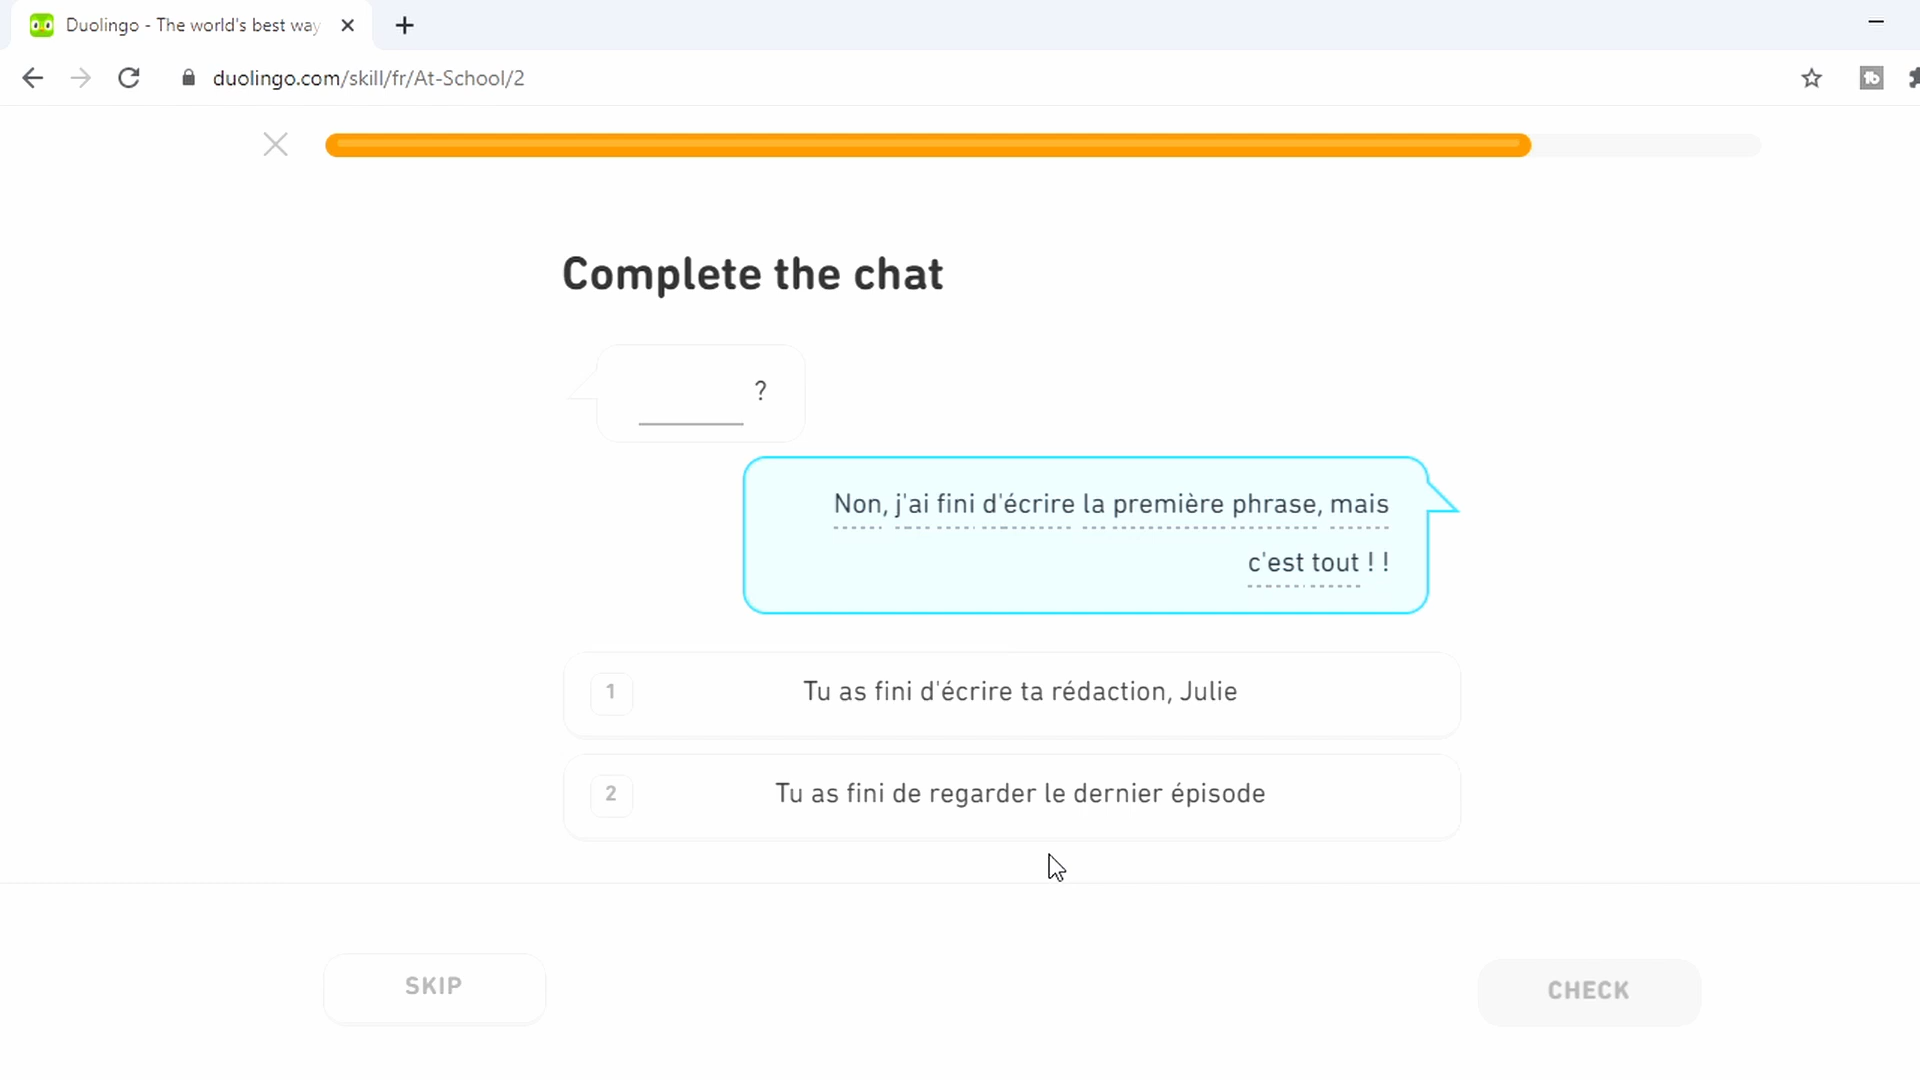 Duolingo - The world's best way
duolingo.com/skill/fr/At-School/2
Complete the chat
?
Non, j'ai fini d'écrire la première phrase, mais
c'est tout ! !
1 Tu as fini d'écrire ta rédaction, Julie
2 Tu as fini de regarder le dernier épisode
SKIP
CHECK